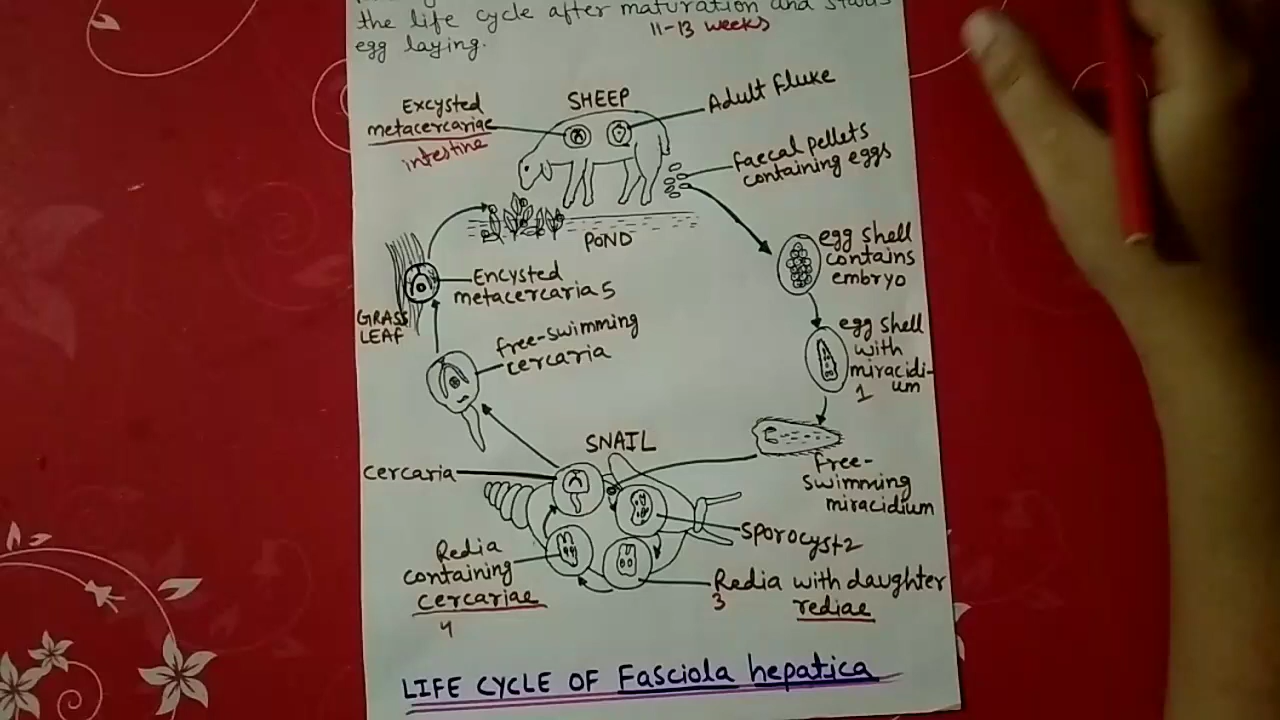 the life cycle after maturation and starts
11-13 weeks
egg laying.
Excysted
metacercariae
intestine
SHEEP
Adult fluke
faecal pellets
containing eggs
POND
egg shell
contains
embryo
Encysted
metacercaria 5
GRASS
LEAF
egg shell
with
miracidi-
um
1
free-swimming
cercaria
SNAIL
cercaria
free-
swimming
miracidium
Sporocyst 2
Redia
containing
cercariae
4
Redia with daughter
3
rediae
LIFE CYCLE OF Fasciola hepatica